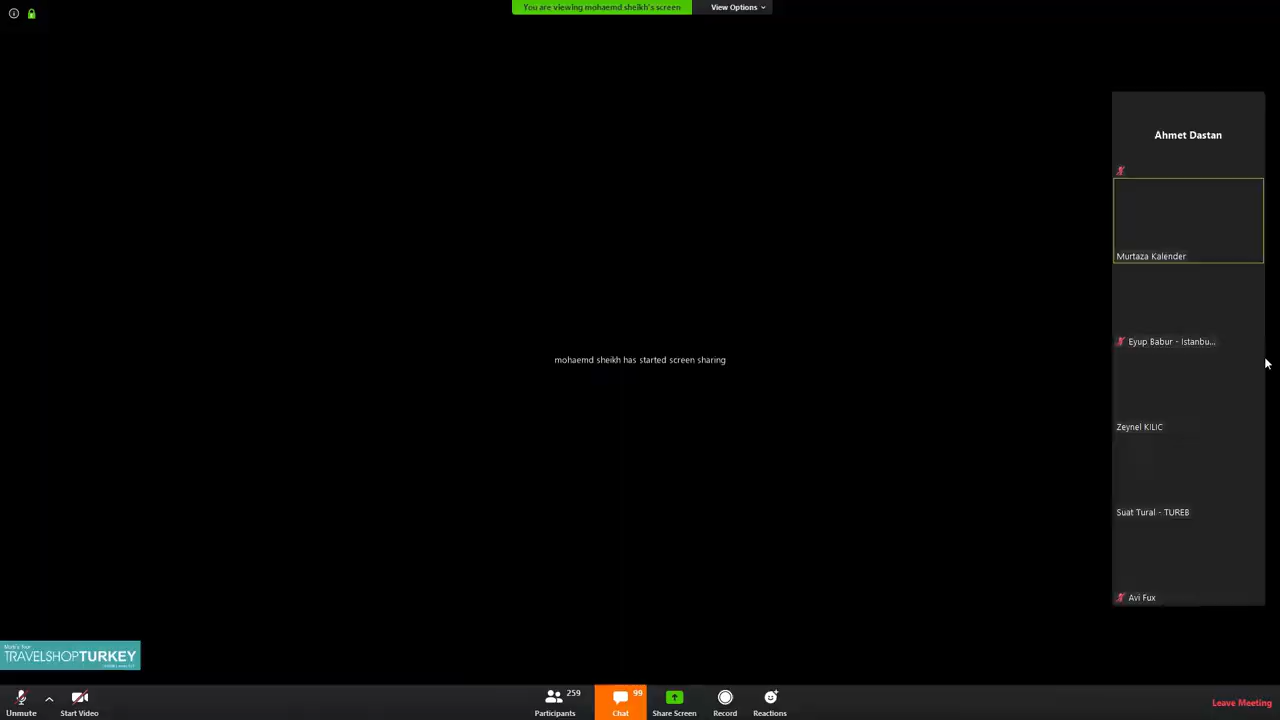 You are viewing mohaemd sheikh's screen
View Options
Ahmet Dastan
Murtaza Kalender
mohaemd sheikh has started screen sharing
Eyup Babur - Istanbu...
Zeynel KILIC
Suat Tural - TUREB
Avi Fux
TRAVELSHOPTURKEY
259
99
Unmute
Start Video
Participants
Chat
Share Screen
Record
Reactions
Leave Meeting